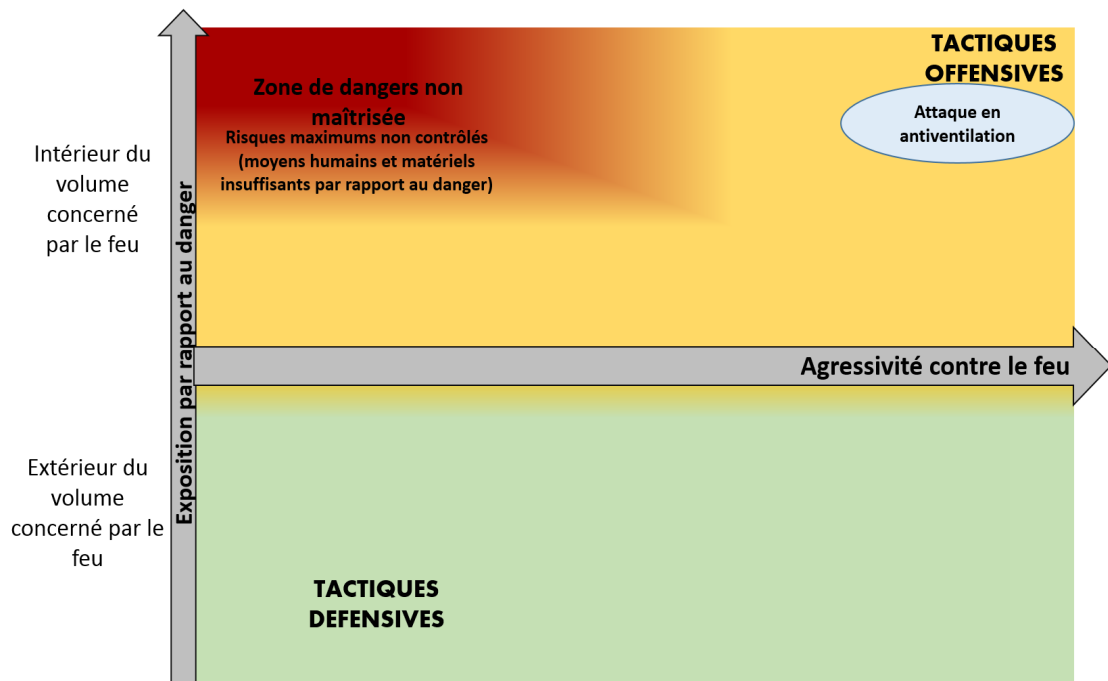 TACTIQUES
OFFENSIVES
Zone de dangers non
maîtrisée
Risques maximums non contrôlés
(moyens humains et matériels
insuffisants par rapport au danger)
Attaque en
antiventilation
Intérieur du
volume
concerné
par le feu
Exposition par rapport au danger
Agressivité contre le feu
Extérieur du
volume
concerné par le
feu
TACTIQUES
DEFENSIVES